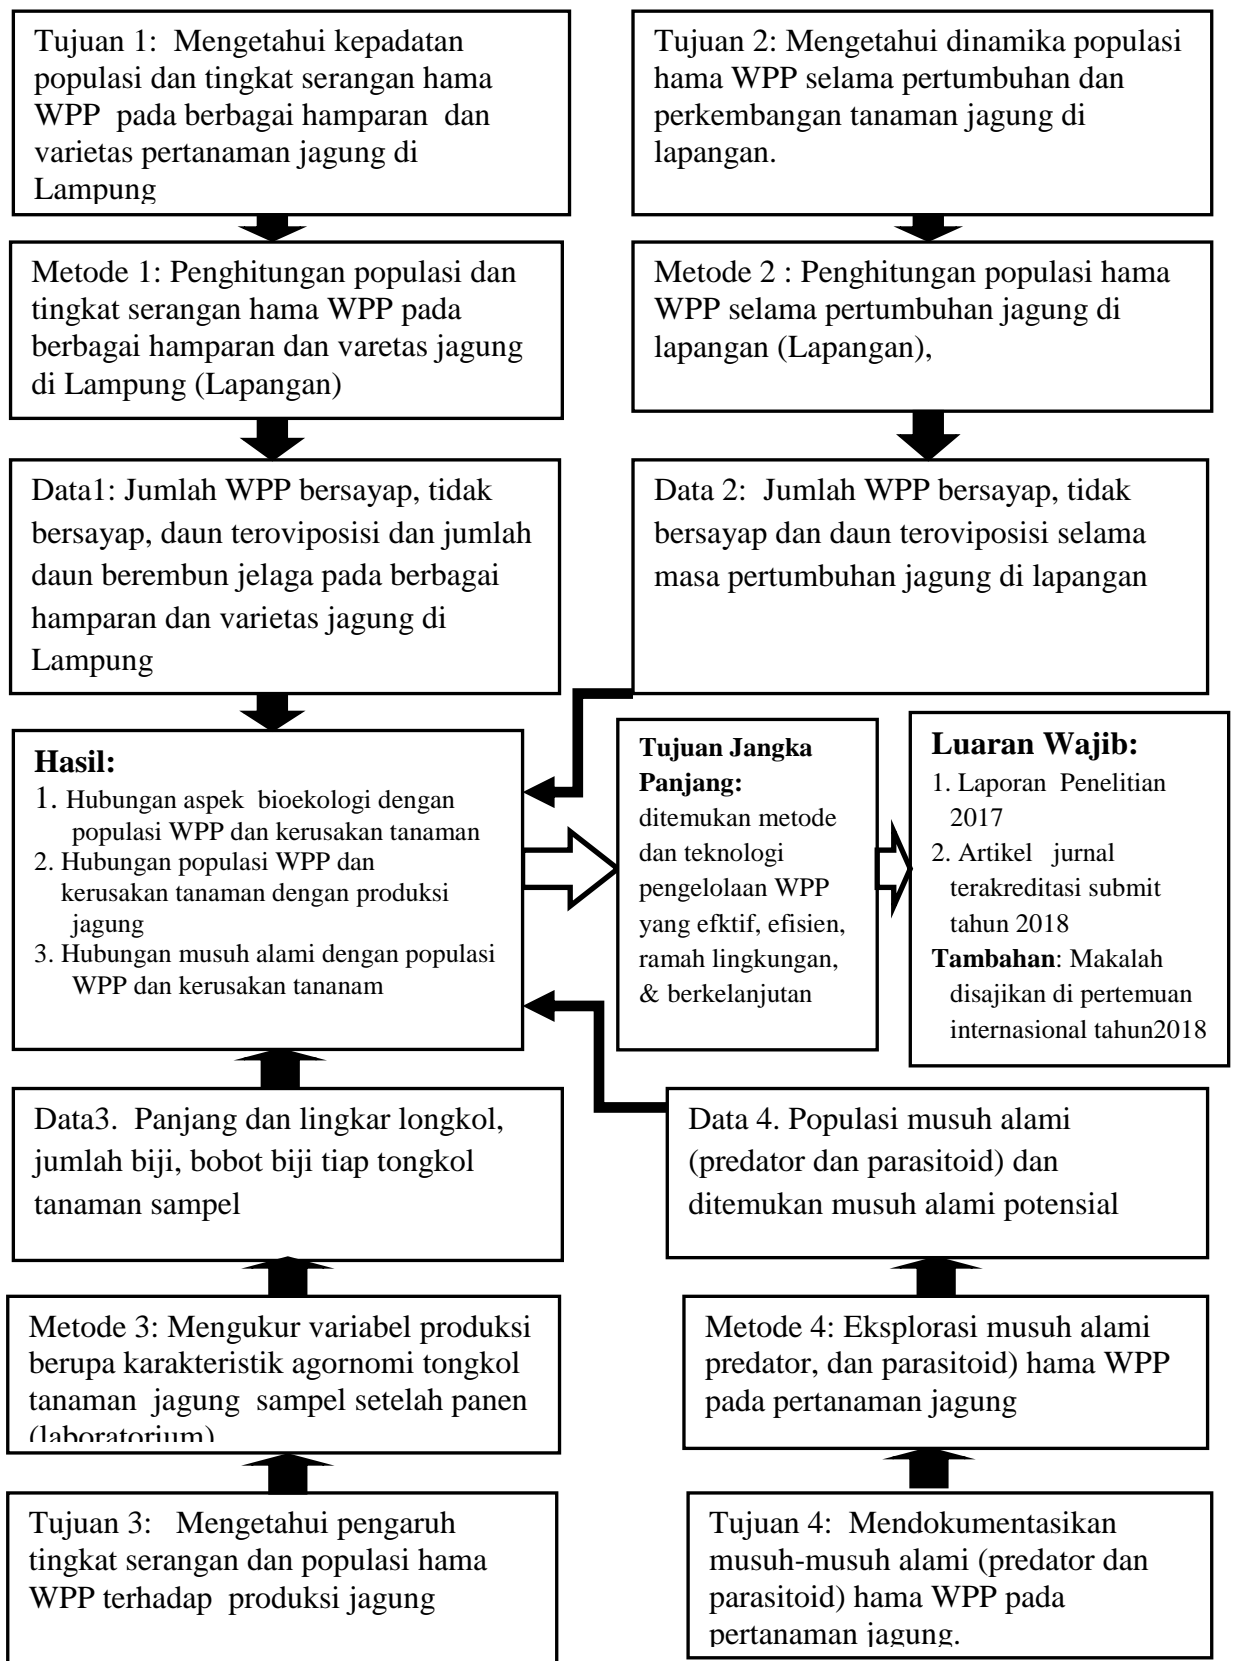 Tujuan 1: Mengetahui kepadatan
populasi dan tingkat serangan hama
WPP pada berbagai hamparan dan
varietas pertanaman jagung di
Lampung
Tujuan 2: Mengetahui dinamika populasi
hama WPP selama pertumbuhan dan
perkembangan tanaman jagung di
lapangan.
Metode 1: Penghitungan populasi dan
tingkat serangan hama WPP pada
berbagai hamparan dan varetas jagung
di Lampung (Lapangan)
Metode 2 : Penghitungan populasi hama
WPP selama pertumbuhan jagung di
lapangan (Lapangan),
Data1: Jumlah WPP bersayap, tidak
bersayap, daun teroviposisi dan jumlah
daun berembun jelaga pada berbagai
hamparan dan varietas jagung di
Lampung
Data 2: Jumlah WPP bersayap, tidak
bersayap dan daun teroviposisi selama
masa pertumbuhan jagung di lapangan
Hasil:
1. Hubungan aspek bioekologi dengan
populasi WPP dan kerusakan tanaman
2. Hubungan populasi WPP dan
kerusakan tanaman dengan produksi
jagung
3. Hubungan musuh alami dengan populasi
WPP dan kerusakan tananam
Tujuan Jangka
Panjang:
ditemukan metode
dan teknologi
pengelolaan WPP
yang efktif, efisien,
ramah lingkungan,
& berkelanjutan
Luaran Wajib:
1. Laporan Penelitian
2017
2. Artikel jurnal
terakreditasi submit
tahun 2018
Tambahan: Makalah
disajikan di pertemuan
internasional tahun2018
Data3. Panjang dan lingkar longkol,
jumlah biji, bobot biji tiap tongkol
tanaman sampel
Data 4. Populasi musuh alami
(predator dan parasitoid) dan
ditemukan musuh alami potensial
Metode 3: Mengukur variabel produksi
berupa karakteristik agornomi tongkol
tanaman jagung sampel setelah panen
(laboratorium)
Metode 4: Eksplorasi musuh alami
predator, dan parasitoid) hama WPP
pada pertanaman jagung
Tujuan 3: Mengetahui pengaruh
tingkat serangan dan populasi hama
WPP terhadap produksi jagung
Tujuan 4: Mendokumentasikan
musuh-musuh alami (predator dan
parasitoid) hama WPP pada
pertanaman jagung.